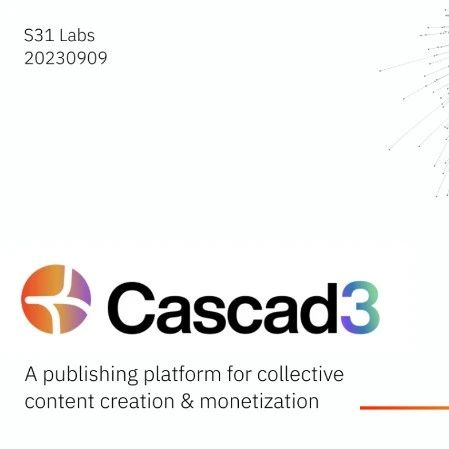 S31 Labs
20230909
Cascad3
A publishing platform for collective
content creation & monetization